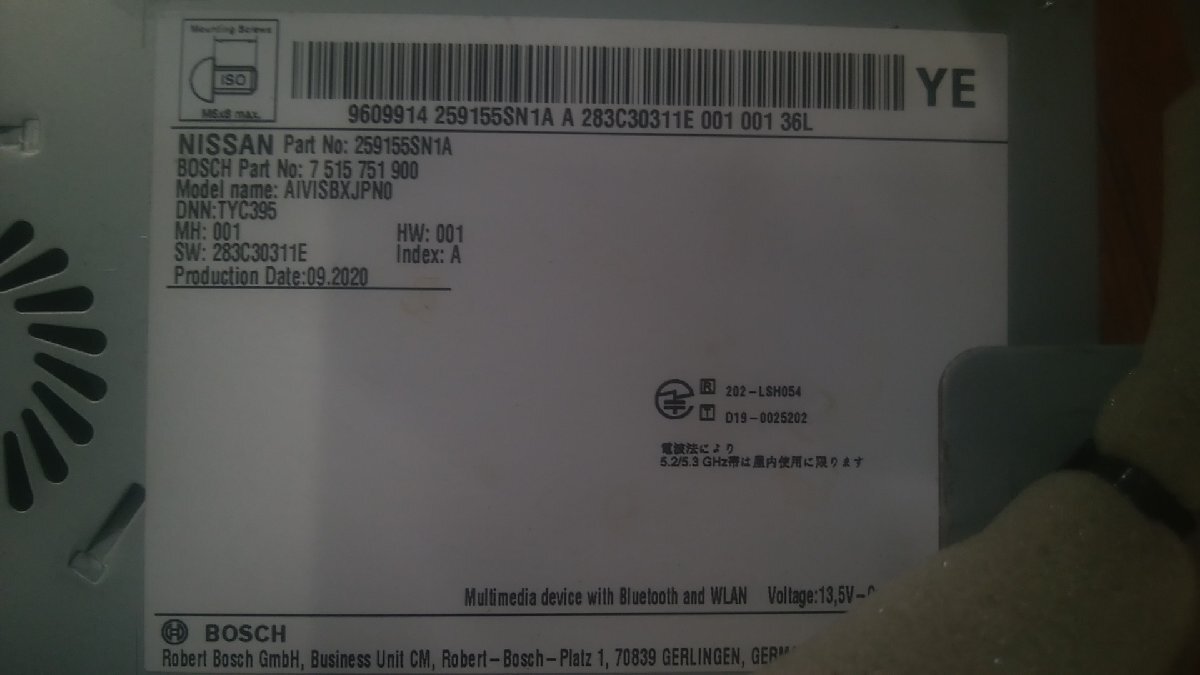 Mounting Screws
ISO
M5x8 max.
YE
9609914 259155SN1A A 283C30311E 001 001 36L
NISSAN Part No: 259155SN1A
BOSCH Part No: 7 515 751 900
Model name: AIVISBXJPN0
DNN:TYC395
MH: 001 HW: 001
SW: 283C30311E Index: A
Production Date:09.2020
R 202-LSH054
T D19-0025202
電波法により
5.2/5.3 GHz帯は屋内使用に限ります
Multimedia device with Bluetooth and WLAN Voltage:13,5V
BOSCH
Robert Bosch GmbH, Business Unit CM, Robert-Bosch-Platz 1, 70839 GERLINGEN,